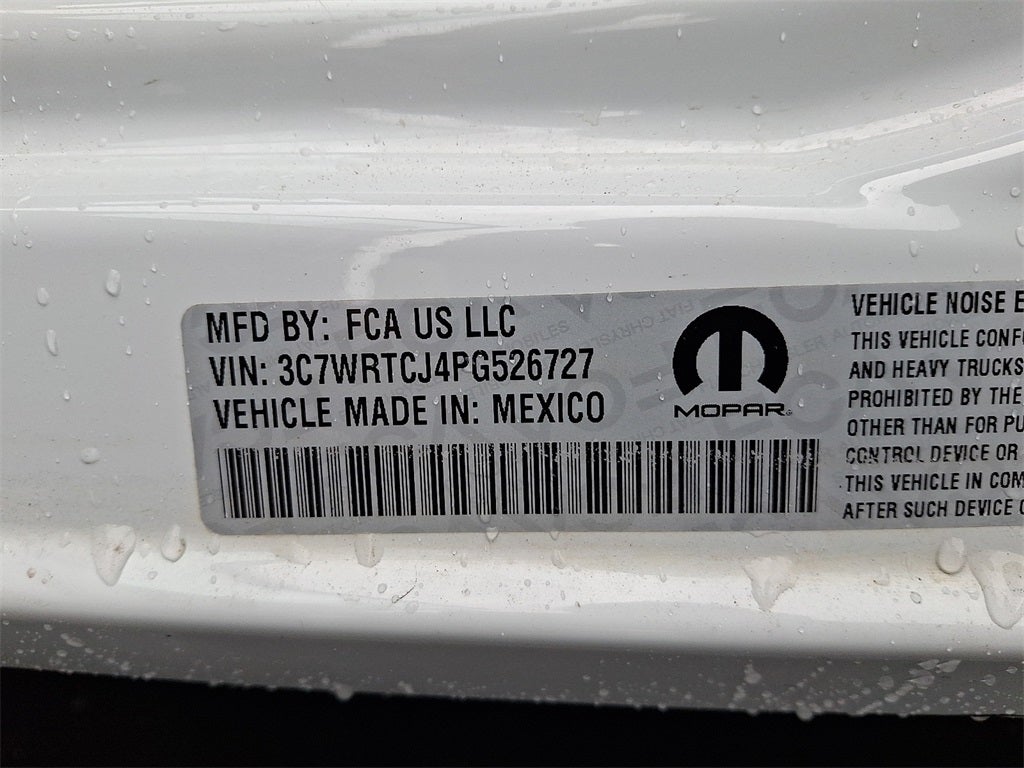 MFD BY: FCA US LLC
VIN: 3C7WRTCJ4PG526727
VEHICLE MADE IN: MEXICO
MOPAR
VEHICLE NOISE E
THIS VEHICLE CONF
AND HEAVY TRUCKS
PROHIBITED BY THE
OTHER THAN FOR PU
CONTROL DEVICE OR
THIS VEHICLE IN COM
AFTER SUCH DEVICE